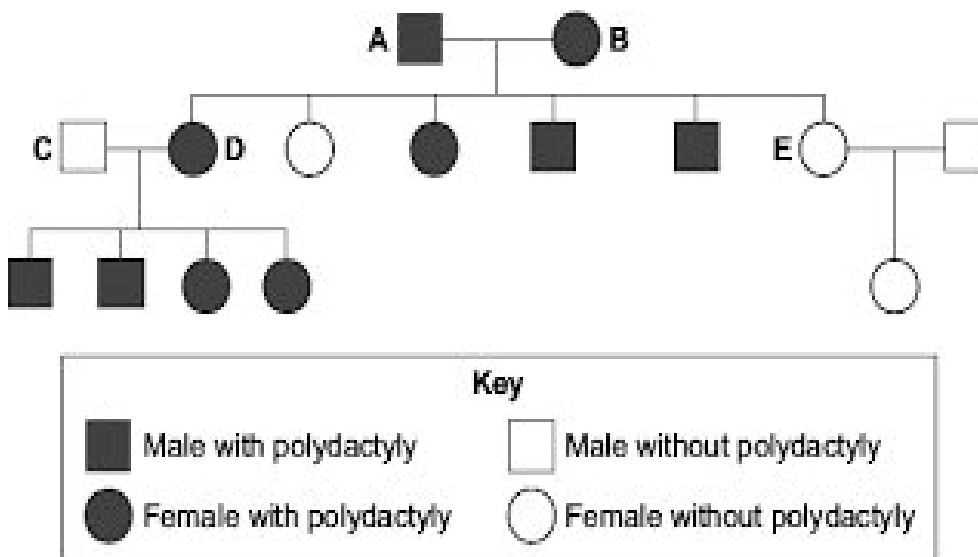 A B
C D E
Key
Male with polydactyly Male without polydactyly
Female with polydactyly Female without polydactyly